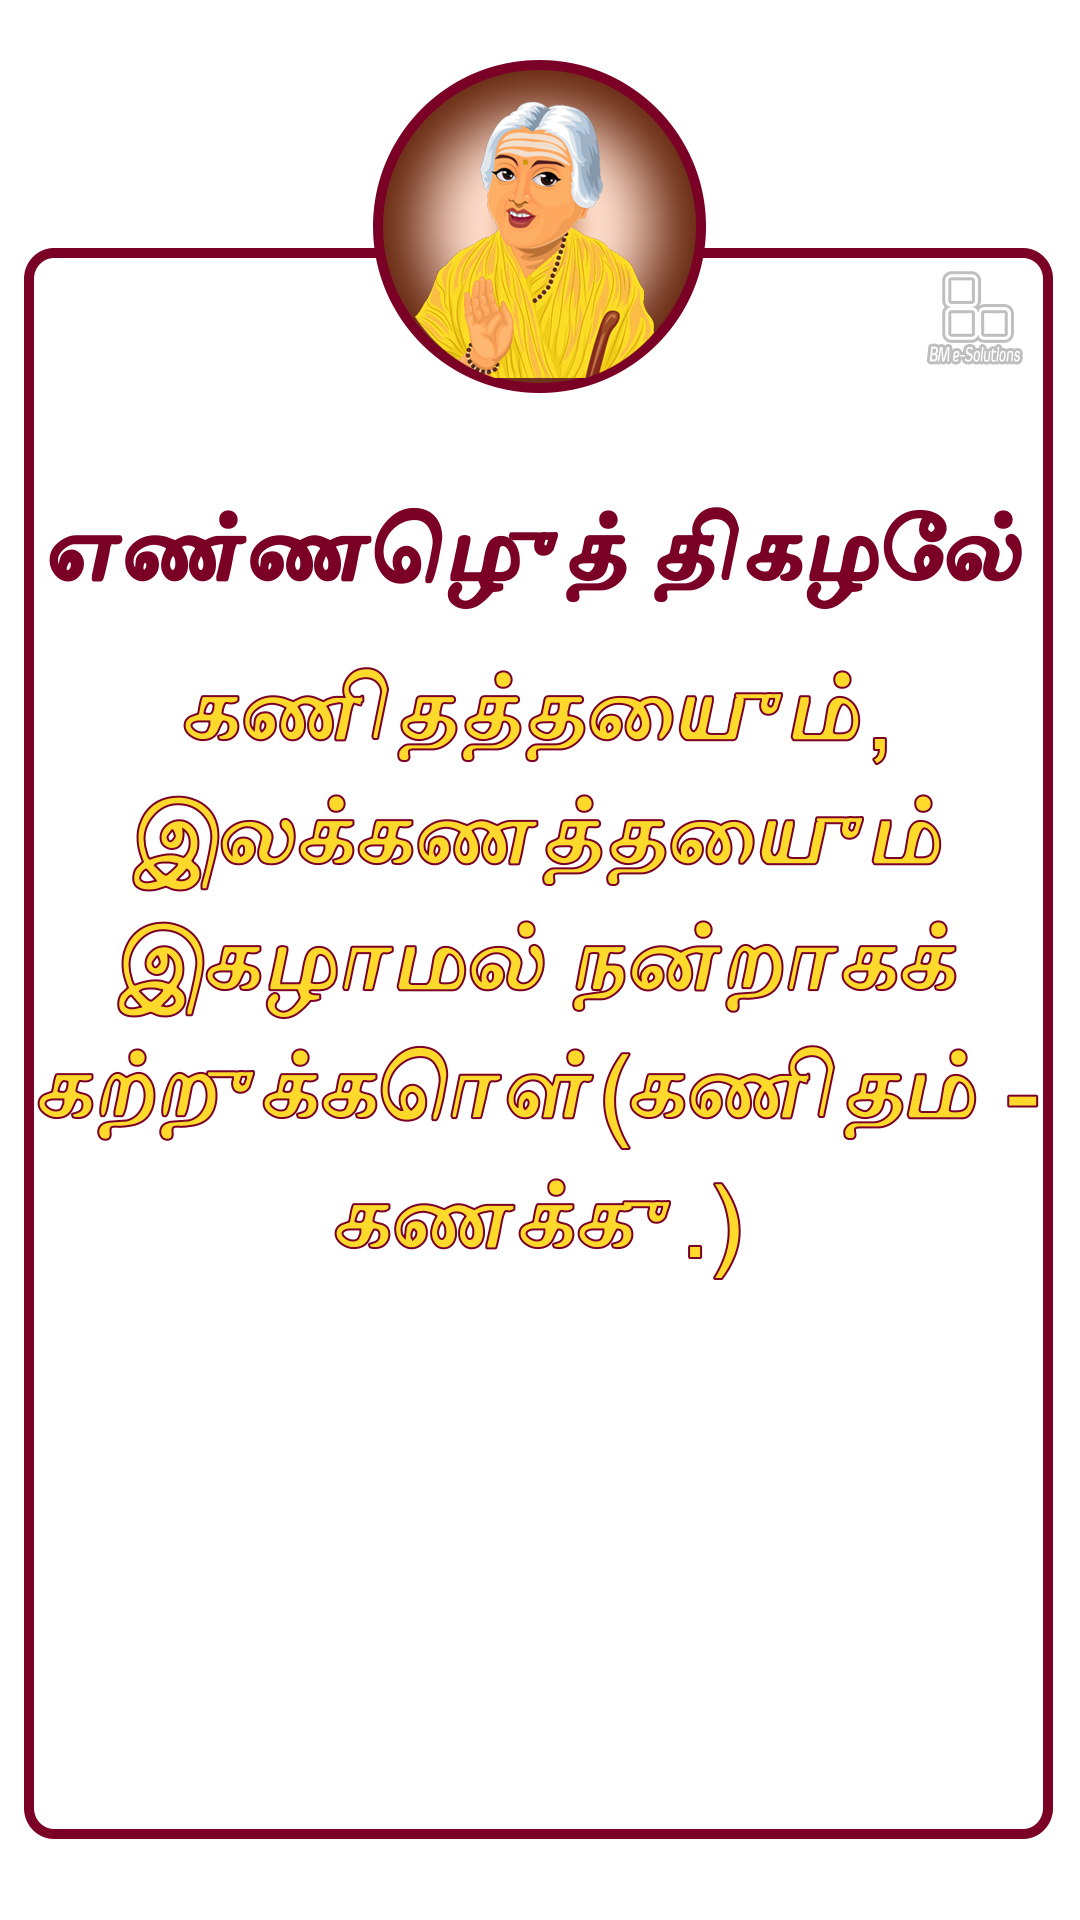 எண்ணெழுத் திகழேல்
கணிதத்தையும்,
இலக்கணத்தையும்
இகழாமல் நன்றாகக்
கற்றுக்கொள்(கணிதம் -
கணக்கு.)
BM e-Solutions